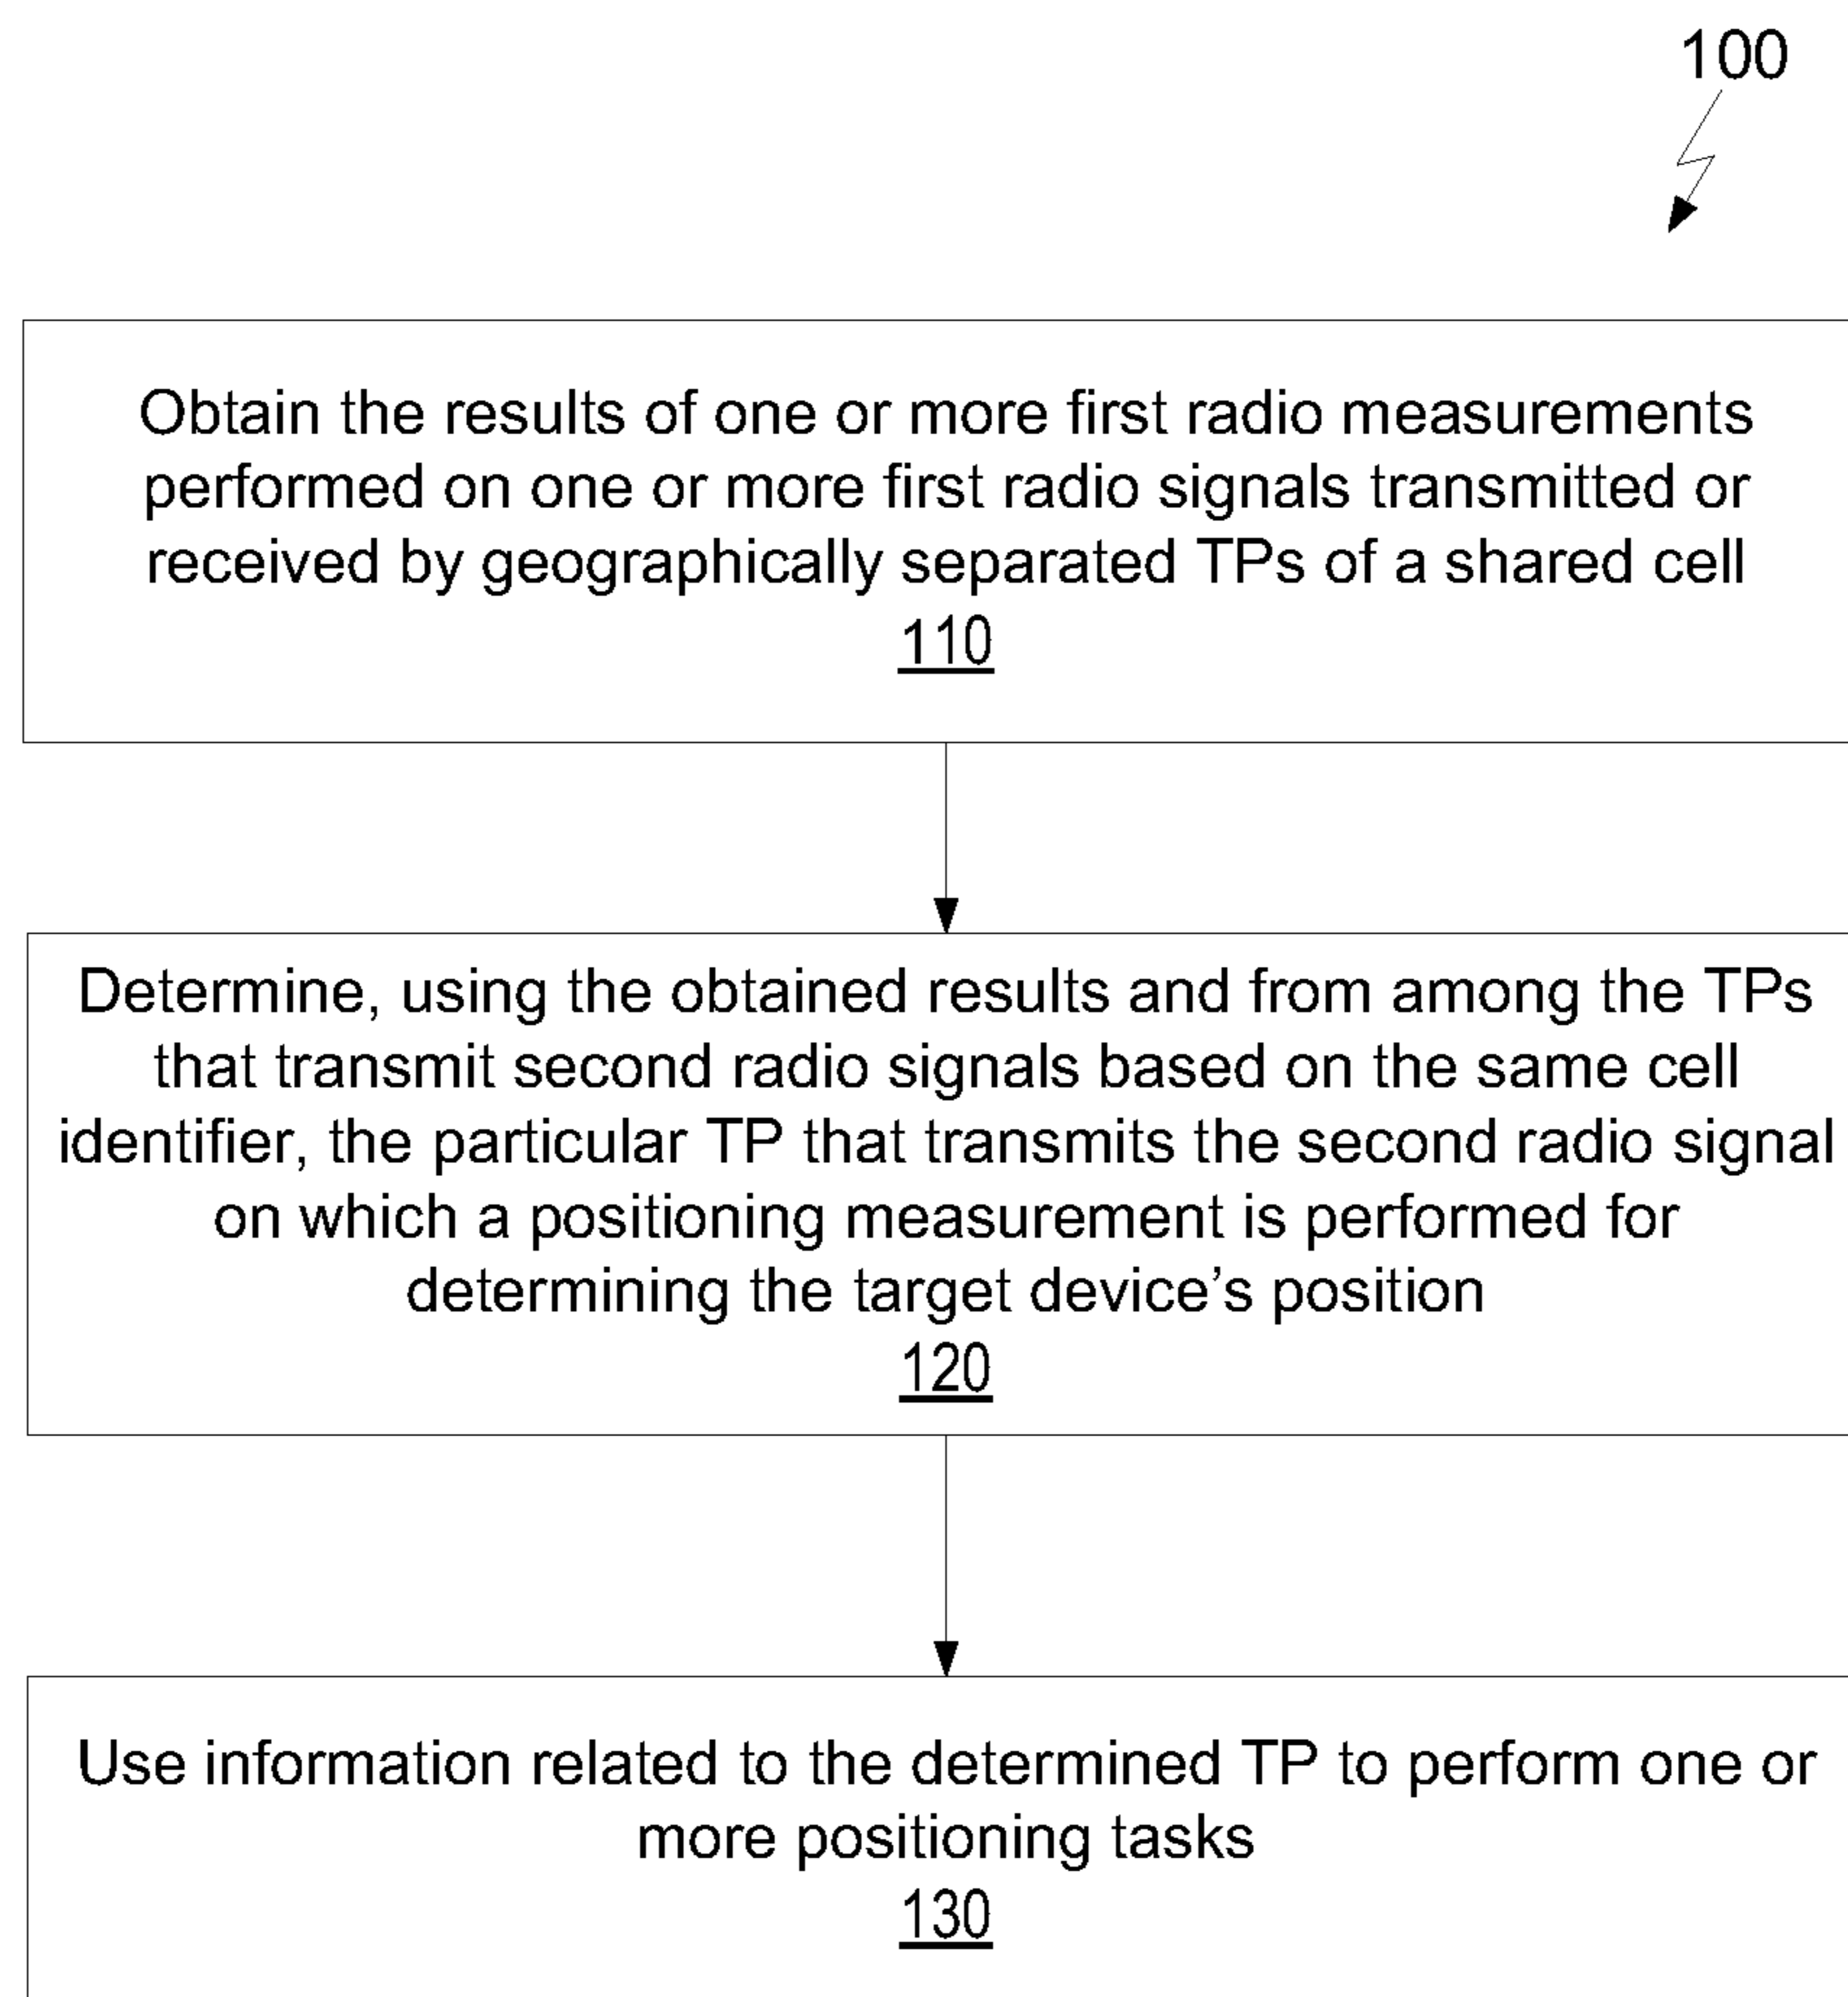 100
Obtain the results of one or more first radio measurements
performed on one or more first radio signals transmitted or
received by geographically separated TPs of a shared cell
110
Determine, using the obtained results and from among the TPs
that transmit second radio signals based on the same cell
identifier, the particular TP that transmits the second radio signal
on which a positioning measurement is performed for
determining the target device’s position
120
Use information related to the determined TP to perform one or
more positioning tasks
130